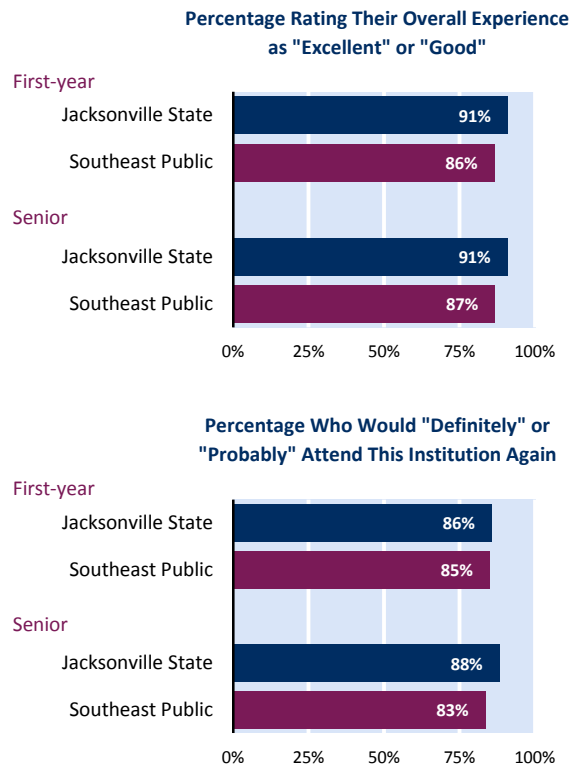 Percentage Rating Their Overall Experience
as "Excellent" or "Good"
First-year
Jacksonville State
91%
Southeast Public
86%
Senior
Jacksonville State
91%
Southeast Public
87%
0% 25% 50% 75% 100%
Percentage Who Would "Definitely" or
"Probably" Attend This Institution Again
First-year
Jacksonville State
86%
Southeast Public
85%
Senior
Jacksonville State
88%
Southeast Public
83%
0% 25% 50% 75% 100%